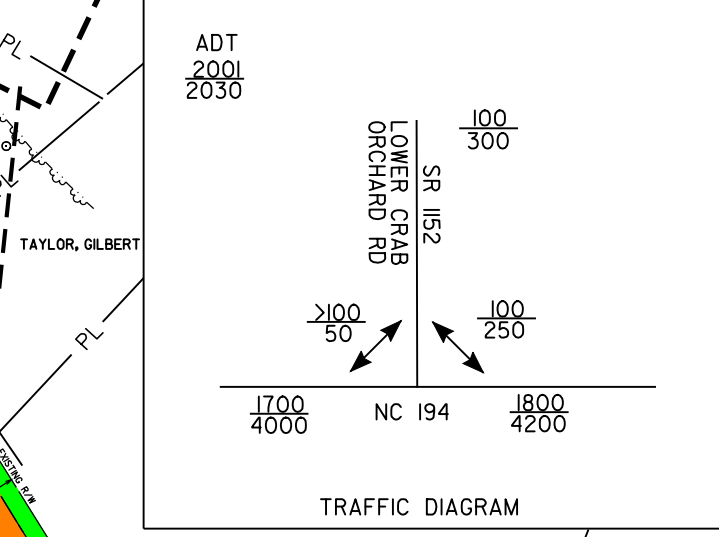 PL
ADT
2001
2030
100
300
LOWER CRAB
ORCHARD RD
SR 1152
TAYLOR, GILBERT
>100
50
100
250
PL
1700
4000
NC 194
1800
4200
EXISTING R/W
TRAFFIC DIAGRAM